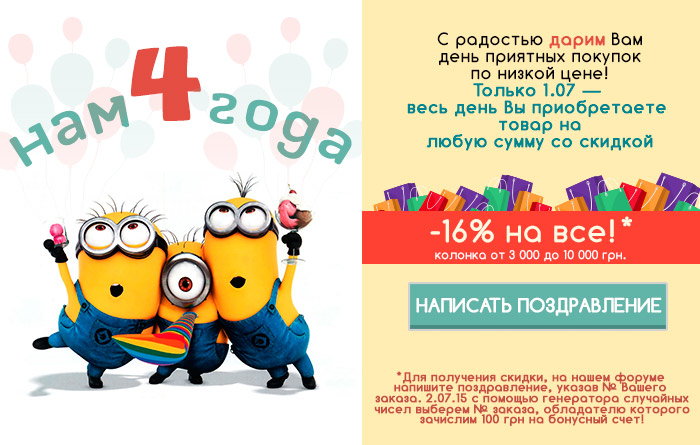 нам 4 года
С радостью дарим Вам
день приятных покупок
по низкой цене!
Только 1.07 —
весь день Вы приобретаете
товар на
любую сумму со скидкой
-16% на все!*
колонка от 3 000 до 10 000 грн.
НАПИСАТЬ ПОЗДРАВЛЕНИЕ
*Для получения скидки, на нашем форуме
напишите поздравление, указав № Вашего
заказа. 2.07.15 с помощью генератора случайных
чисел выберем № заказа, обладателю которого
зачислим 100 грн на бонусный счет!